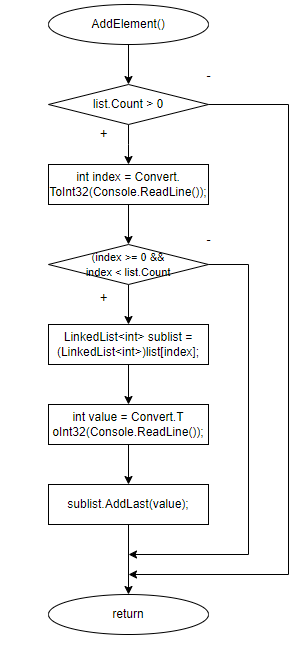 AddElement()
-
list.Count > 0
+
int index = Convert.
ToInt32(Console.ReadLine());
-
(index >= 0 &&
index < list.Count
+
LinkedList<int> sublist =
(LinkedList<int>)list[index];
int value = Convert.T
oInt32(Console.ReadLine());
sublist.AddLast(value);
return